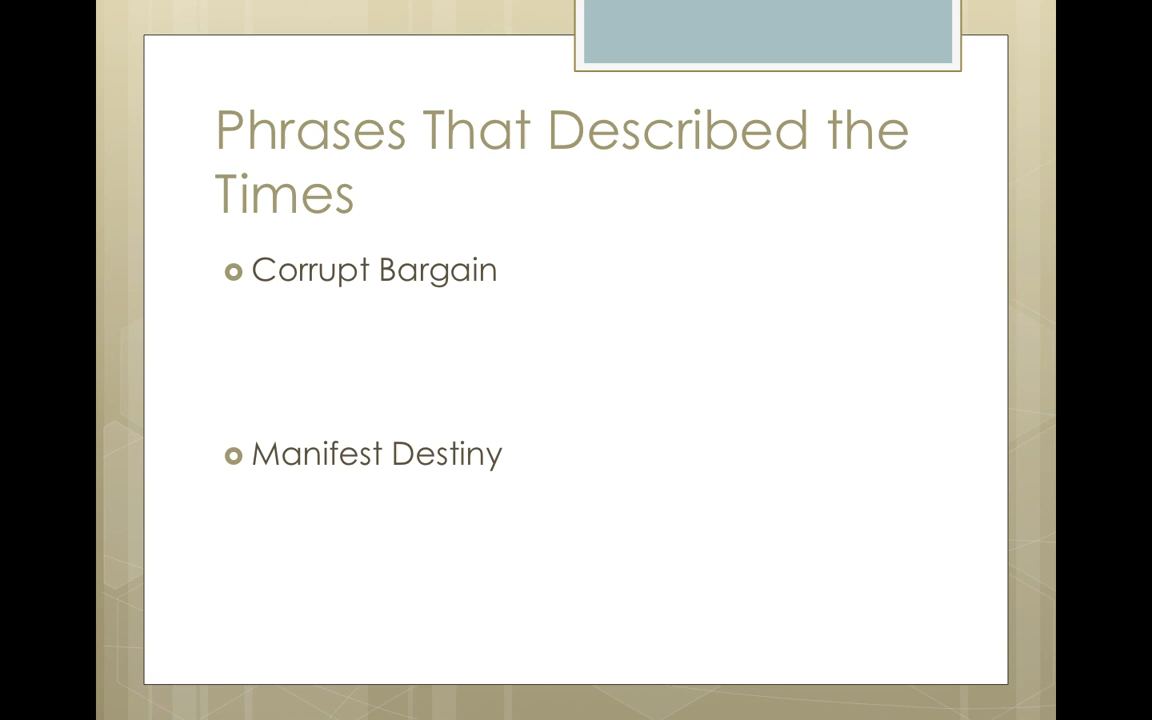 Phrases That Described the
Times
Corrupt Bargain
Manifest Destiny